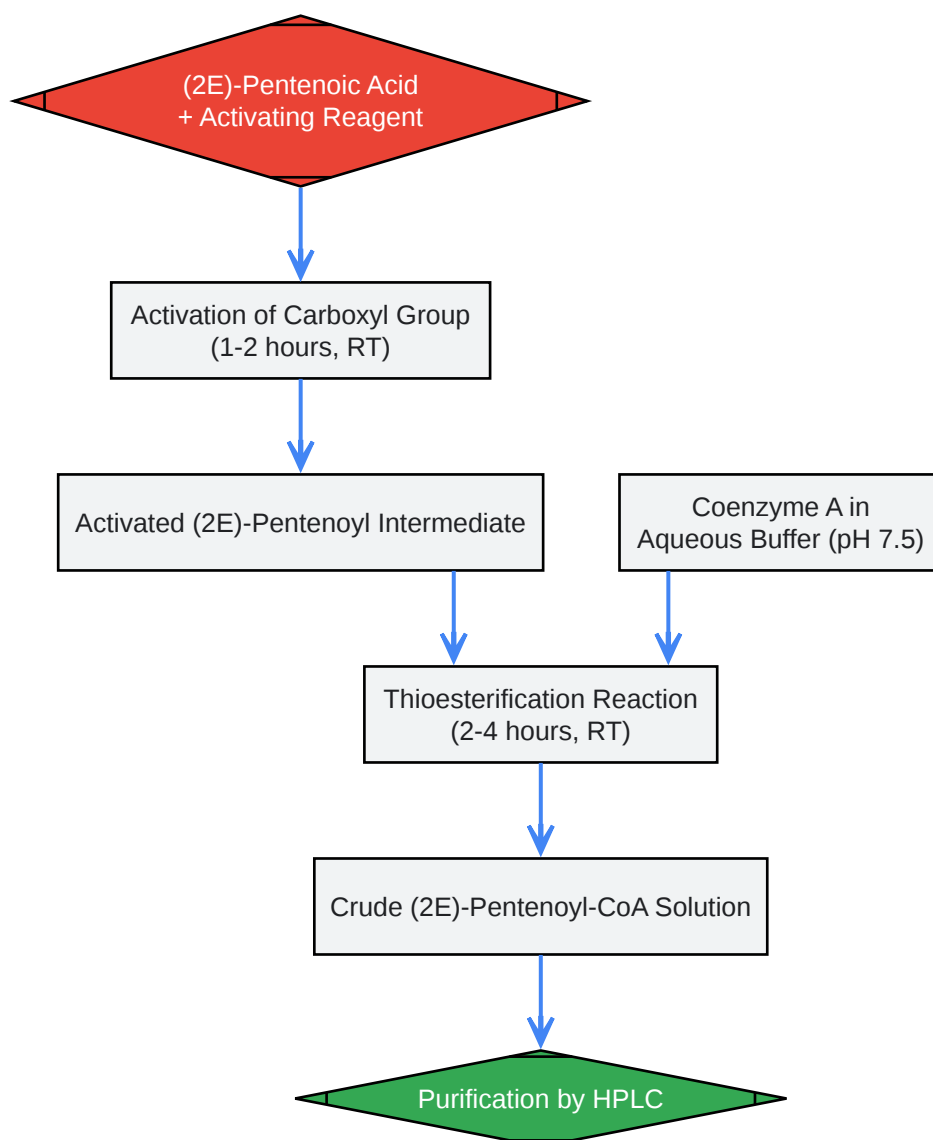 (2E)-Pentenoic Acid
+ Activating Reagent
Activation of Carboxyl Group
(1-2 hours, RT)
Activated (2E)-Pentenoyl Intermediate
Coenzyme A in
Aqueous Buffer (pH 7.5)
Thioesterification Reaction
(2-4 hours, RT)
Crude (2E)-Pentenoyl-CoA Solution
Purification by HPLC